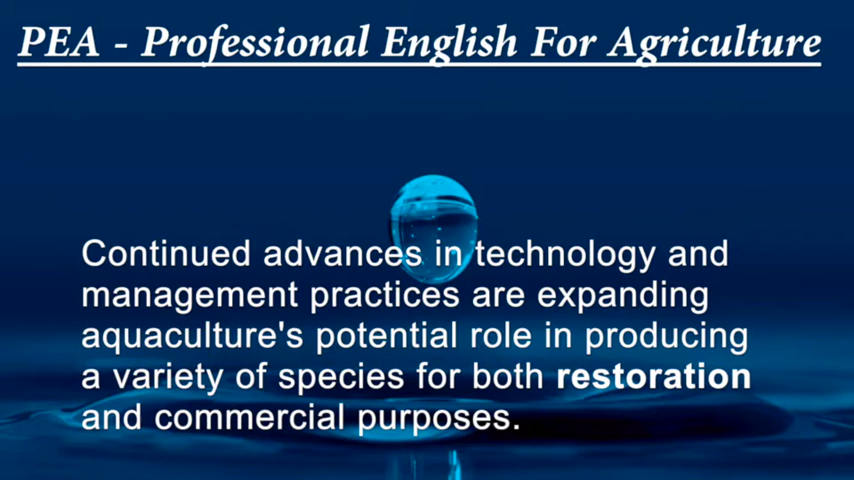 PEA - Professional English For Agriculture
Continued advances in technology and
management practices are expanding
aquaculture's potential role in producing
a variety of species for both restoration
and commercial purposes.